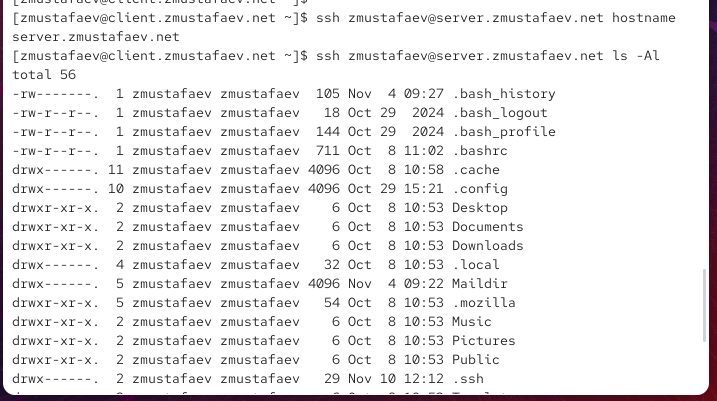 [zmustafaev@client.zmustafaev.net ~]$
[zmustafaev@client.zmustafaev.net ~]$ ssh zmustafaev@server.zmustafaev.net hostname
server.zmustafaev.net
[zmustafaev@client.zmustafaev.net ~]$ ssh zmustafaev@server.zmustafaev.net ls -Al
total 56
-rw-------.  1 zmustafaev zmustafaev  105 Nov  4 09:27 .bash_history
-rw-r--r--.  1 zmustafaev zmustafaev   18 Oct 29  2024 .bash_logout
-rw-r--r--.  1 zmustafaev zmustafaev  144 Oct 29  2024 .bash_profile
-rw-r--r--.  1 zmustafaev zmustafaev  711 Oct  8 11:02 .bashrc
drwx------. 11 zmustafaev zmustafaev 4096 Oct  8 10:58 .cache
drwx------. 10 zmustafaev zmustafaev 4096 Oct 29 15:21 .config
drwxr-xr-x.  2 zmustafaev zmustafaev    6 Oct  8 10:53 Desktop
drwxr-xr-x.  2 zmustafaev zmustafaev    6 Oct  8 10:53 Documents
drwxr-xr-x.  2 zmustafaev zmustafaev    6 Oct  8 10:53 Downloads
drwx------.  4 zmustafaev zmustafaev   32 Oct  8 10:53 .local
drwx------.  5 zmustafaev zmustafaev 4096 Nov  4 09:22 Maildir
drwxr-xr-x.  5 zmustafaev zmustafaev   54 Oct  8 10:53 .mozilla
drwxr-xr-x.  2 zmustafaev zmustafaev    6 Oct  8 10:53 Music
drwxr-xr-x.  2 zmustafaev zmustafaev    6 Oct  8 10:53 Pictures
drwxr-xr-x.  2 zmustafaev zmustafaev    6 Oct  8 10:53 Public
drwx------.  2 zmustafaev zmustafaev   29 Nov 10 12:12 .ssh